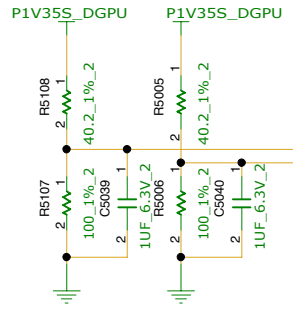 P1V35S_DGPU P1V35S_DGPU
R5108 1 2 40.2_1%_2
R5005 1 2 40.2_1%_2
R5107 1 2 100_1%_2
C5039 1 2 1UF_6.3V_2
R5006 1 2 100_1%_2
C5040 1 2 1UF_6.3V_2